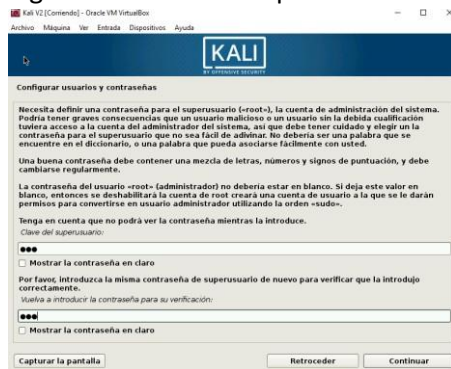 Kali V2 [Corriendo] - Oracle VM VirtualBox
Archivo Máquina Ver Entrada Dispositivos Ayuda
KALI
BY OFFENSIVE SECURITY
Configurar usuarios y contraseñas
Necesita definir una contraseña para el superusuario («root»), la cuenta de administración del sistema.
Podría tener graves consecuencias que un usuario malicioso o un usuario sin la debida cualificación
tuviera acceso a la cuenta del administrador del sistema, así que debe tener cuidado y elegir un la
contraseña para el superusuario que no sea fácil de adivinar. No debería ser una palabra que se
encuentre en el diccionario, o una palabra que pueda asociarse fácilmente con usted.
Una buena contraseña debe contener una mezcla de letras, números y signos de puntuación, y debe
cambiarse regularmente.
La contraseña del usuario «root» (administrador) no debería estar en blanco. Si deja este valor en
blanco, entonces se deshabilitará la cuenta de root creará una cuenta de usuario a la que se le darán
permisos para convertirse en usuario administrador utilizando la orden «sudo».
Tenga en cuenta que no podrá ver la contraseña mientras la introduce.
Clave del superusuario:
●●●
Mostrar la contraseña en claro
Por favor, introduzca la misma contraseña de superusuario de nuevo para verificar que la introdujo
correctamente.
Vuelva a introducir la contraseña para su verificación:
●●●
Mostrar la contraseña en claro
Capturar la pantalla Retroceder Continuar